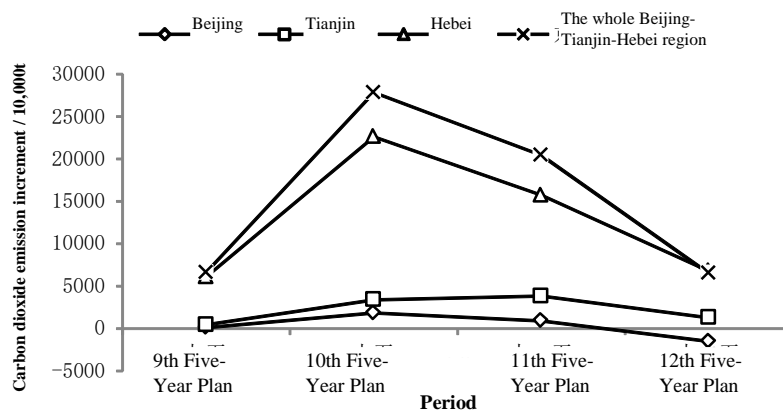 Beijing
Tianjin
Hebei
The whole Beijing-
Tianjin-Hebei region
Carbon dioxide emission increment / 10,000t
30000
25000
20000
15000
10000
5000
0
-5000
9th Five-
Year Plan
10th Five-
Year Plan
11th Five-
Year Plan
12th Five-
Year Plan
Period